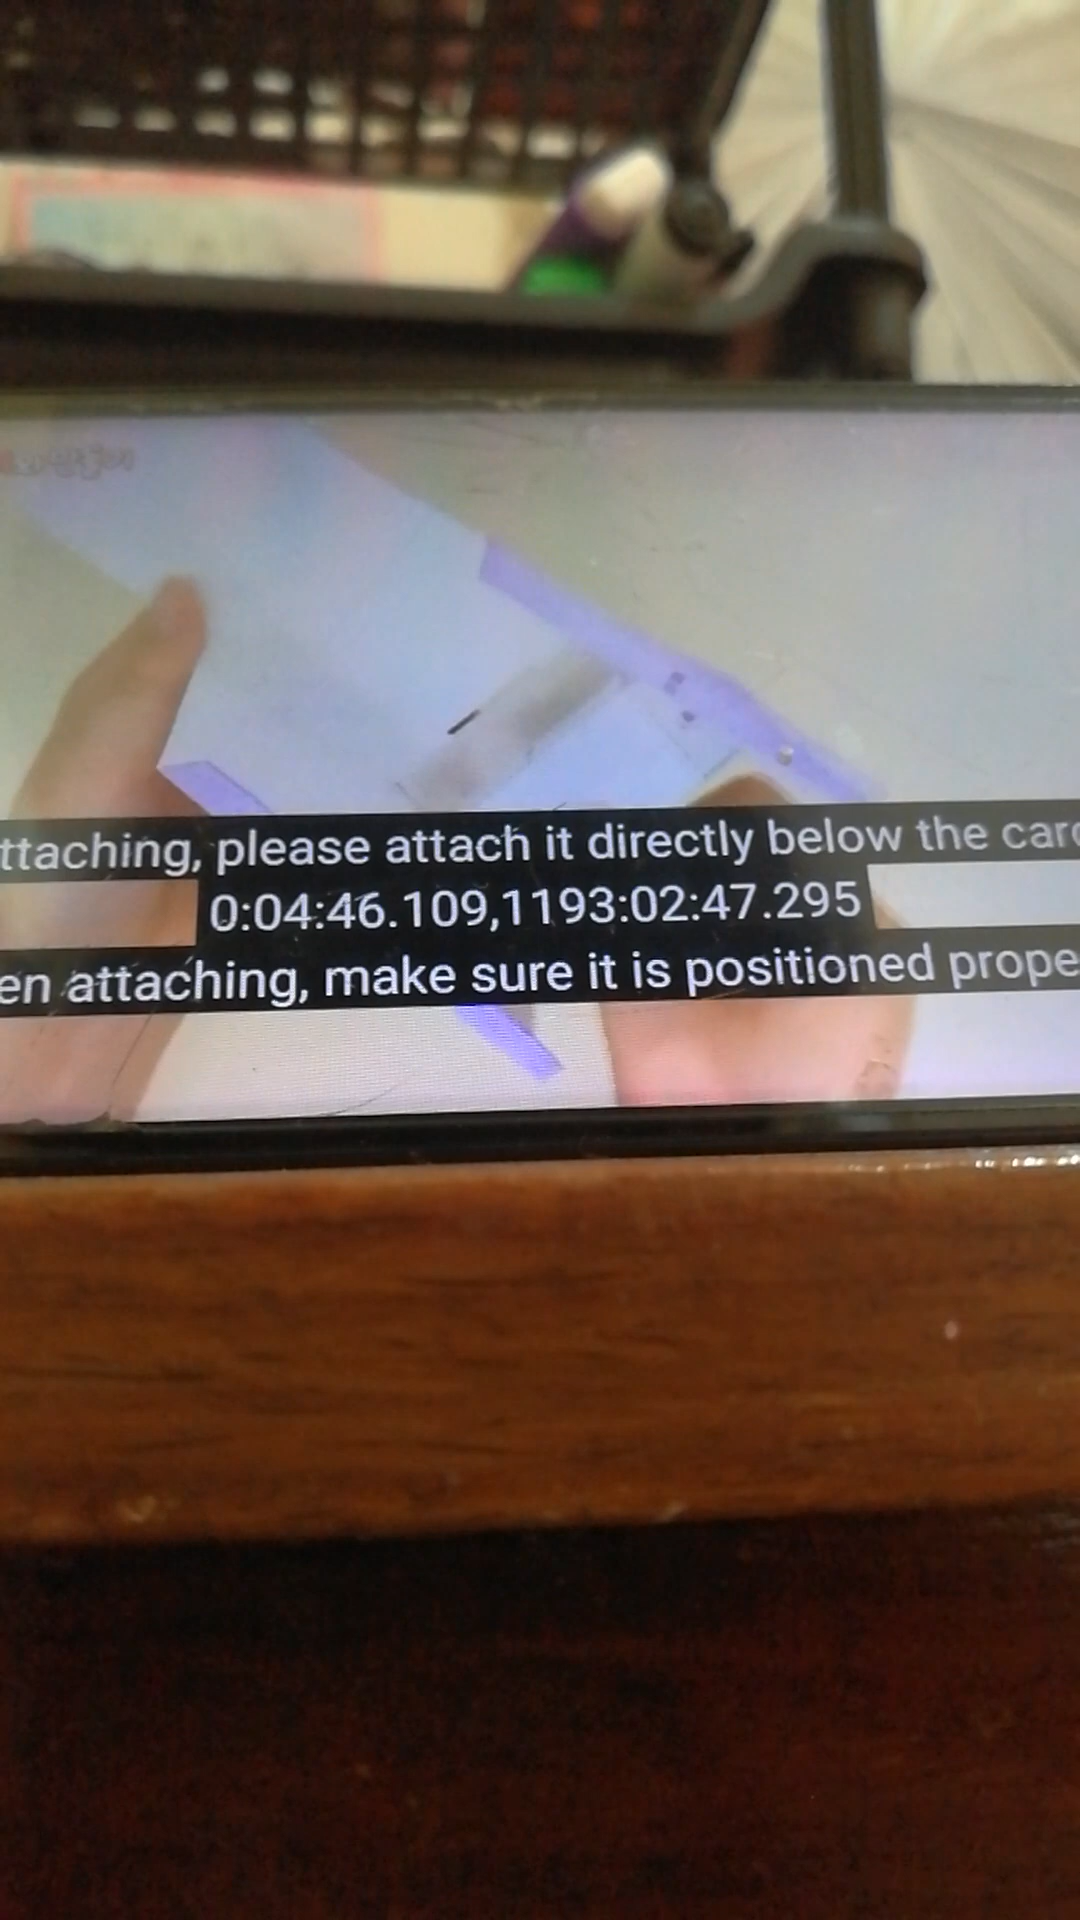 ttaching, please attach it directly below the card
0:04:46.109,1193:02:47.295
en attaching, make sure it is positioned prope